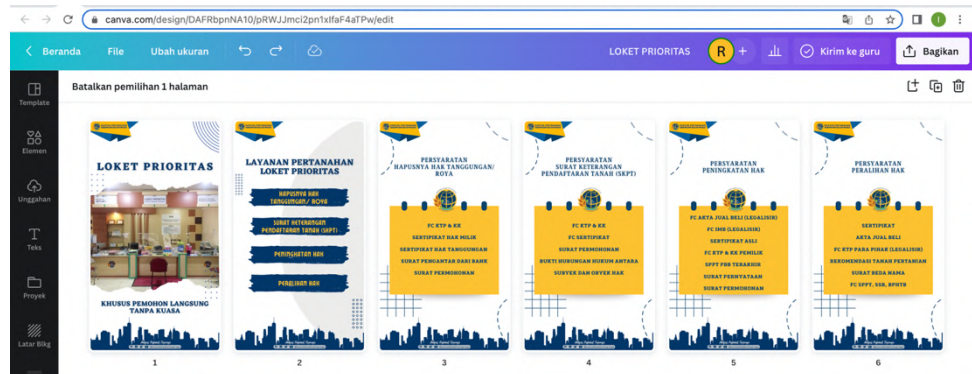 canva.com/design/DAFRbpnNA10/pRWJJmci2pn1xIfaF4aTPw/edit
Beranda File Ubah ukuran LOKET PRIORITAS R + Kirim ke guru Bagikan
Batalkan pemilihan 1 halaman
Template
Elemen
Unggahan
Teks
Proyek
Latar Blkg
LOKET PRIORITAS
KHUSUS PEMOHON LANGSUNG
TANPA KUASA
1
LAYANAN PERTANAHAN
LOKET PRIORITAS
HAPUSNYA HAK
TANGGUNGAN/ ROYA
SURAT KETERANGAN
PENDAFTARAN TANAH (SKPT)
PENINGKATAN HAK
PERALIHAN HAK
2
PERSYARATAN
HAPUSNYA HAK TANGGUNGAN/
ROYA
FC KTP & KK
SERTIPIKAT HAK MILIK
SERTIPIKAT HAK TANGGUNGAN
SURAT PENGANTAR DARI BANK
SURAT PERMOHONAN
3
PERSYARATAN
SURAT KETERANGAN
PENDAFTARAN TANAH (SKPT)
FC KTP & KK
FC SERTIPIKAT
SURAT PERMOHONAN
BUKTI HUBUNGAN HUKUM ANTARA
SUBYEK DAN OBYEK HAK
4
PERSYARATAN
PENINGKATAN HAK
FC AKTA JUAL BELI (LEGALISIR)
FC IMB (LEGALISIR)
SERTIPIKAT ASLI
FC KTP & KK PEMILIK
SPPT PBB TERAKHIR
SURAT PERNYATAAN
SURAT PERMOHONAN
5
PERSYARATAN
PERALIHAN HAK
SERTIPIKAT
AKTA JUAL BELI
FC KTP PARA PIHAK (LEGALISIR)
REKOMENDASI TANAH PERTANIAN
SURAT BEDA NAMA
FC SPPT, SSB, BPHTB
6